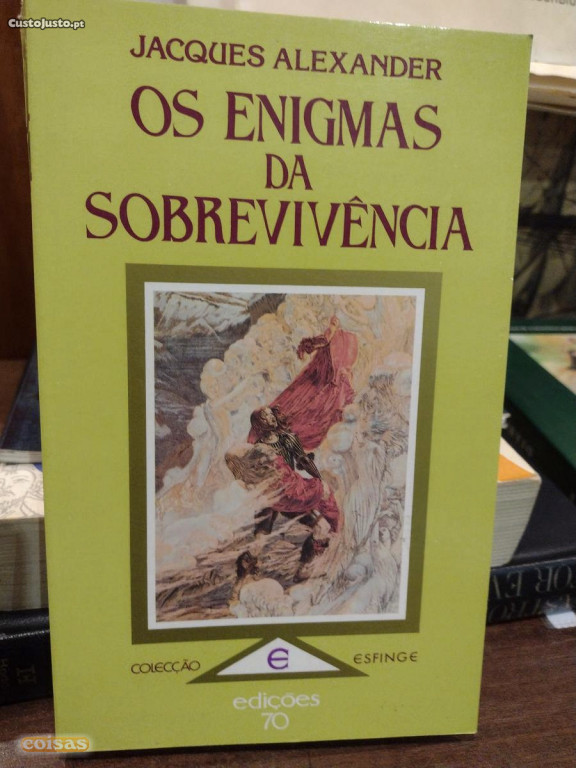 CustoJusto.pt
JACQUES ALEXANDER
OS ENIGMAS
DA
SOBREVIVÊNCIA
COLECÇÃO
E
ESFINGE
edições
70
coisas